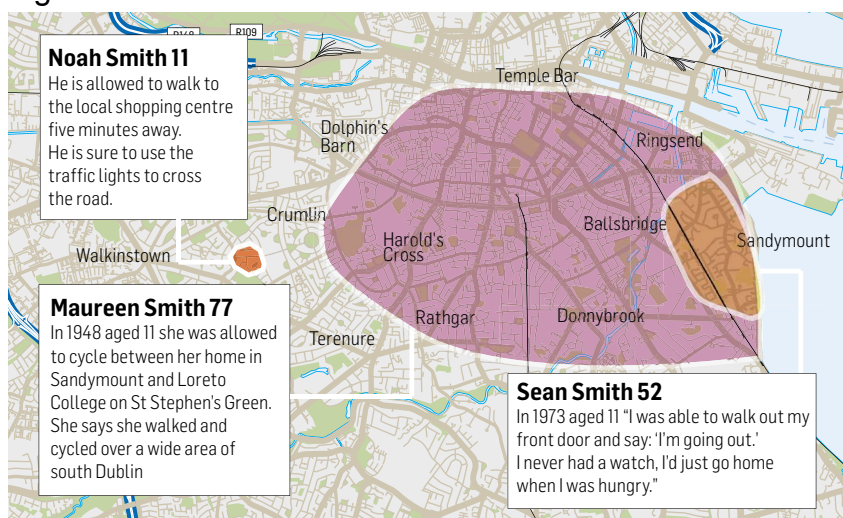 R148
R109
Noah Smith 11
He is allowed to walk to
the local shopping centre
five minutes away.
He is sure to use the
traffic lights to cross
the road.
Temple Bar
Dolphin's
Barn
Ringsend
Crumlin
Ballsbridge
Harold's
Cross
Sandymount
Walkinstown
Maureen Smith 77
In 1948 aged 11 she was allowed
to cycle between her home in
Sandymount and Loreto
College on St Stephen's Green.
She says she walked and
cycled over a wide area of
south Dublin
Rathgar
Donnybrook
Terenure
Sean Smith 52
In 1973 aged 11 “I was able to walk out my
front door and say: ‘I'm going out.’
I never had a watch, I'd just go home
when I was hungry.”